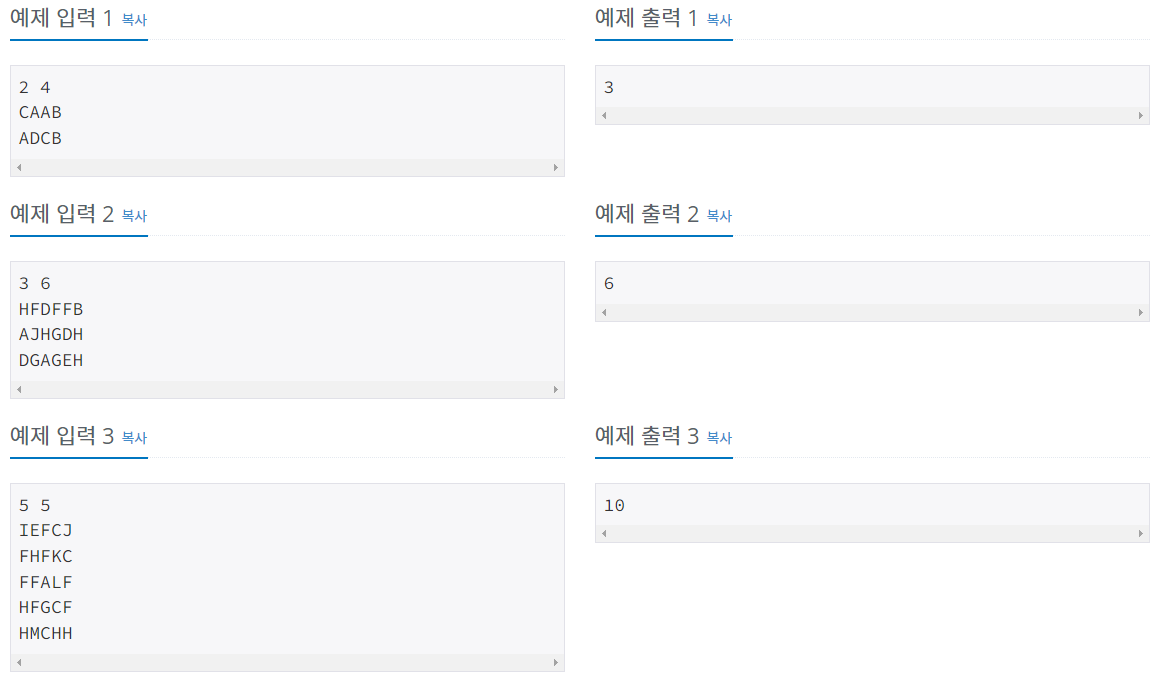 예제 입력 1 복사
예제 출력 1 복사
2 4
CAAB
ADCB
3
예제 입력 2 복사
예제 출력 2 복사
3 6
HFDFFB
AJHGDH
DGAGEH
6
예제 입력 3 복사
예제 출력 3 복사
5 5
IEFCJ
FHFKC
FFALF
HFGCF
HMCHH
10